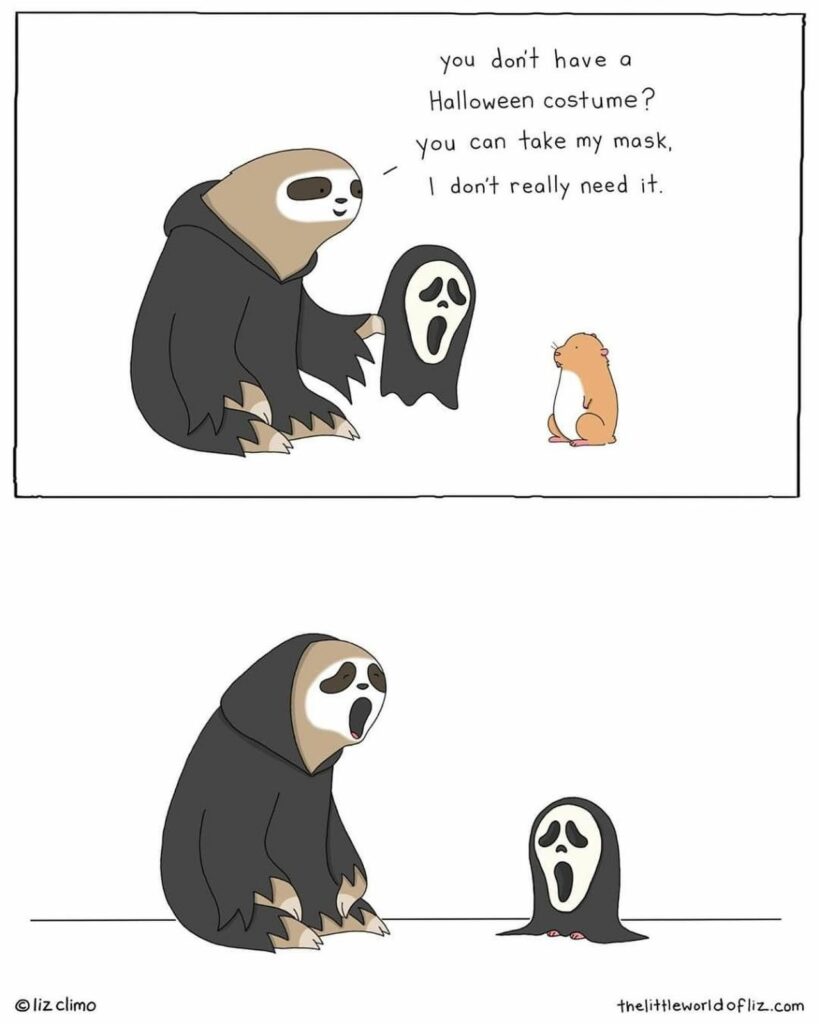 you don't have a
Halloween costume?
you can take my mask,
I don't really need it.
© liz climo
thelittleworldofliz.com